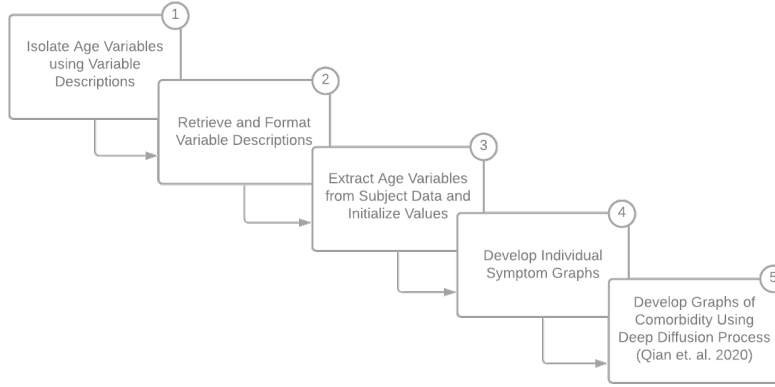 1
Isolate Age Variables
using Variable
Descriptions
2
Retrieve and Format
Variable Descriptions
3
Extract Age Variables
from Subject Data and
Initialize Values
4
Develop Individual
Symptom Graphs
5
Develop Graphs of
Comorbidity Using
Deep Diffusion Process
(Qian et. al. 2020)